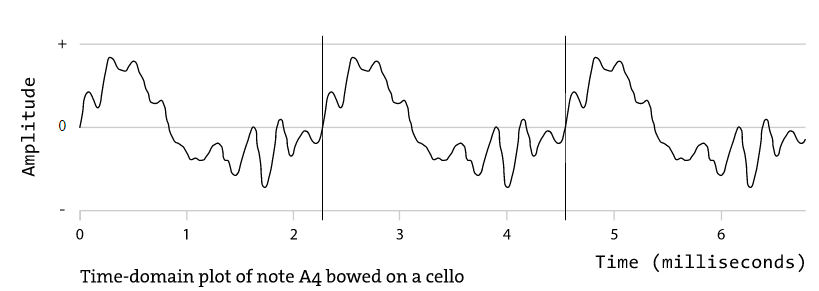 +
Amplitude
0
-
0 1 2 3 4 5 6
Time (milliseconds)
Time-domain plot of note A4 bowed on a cello